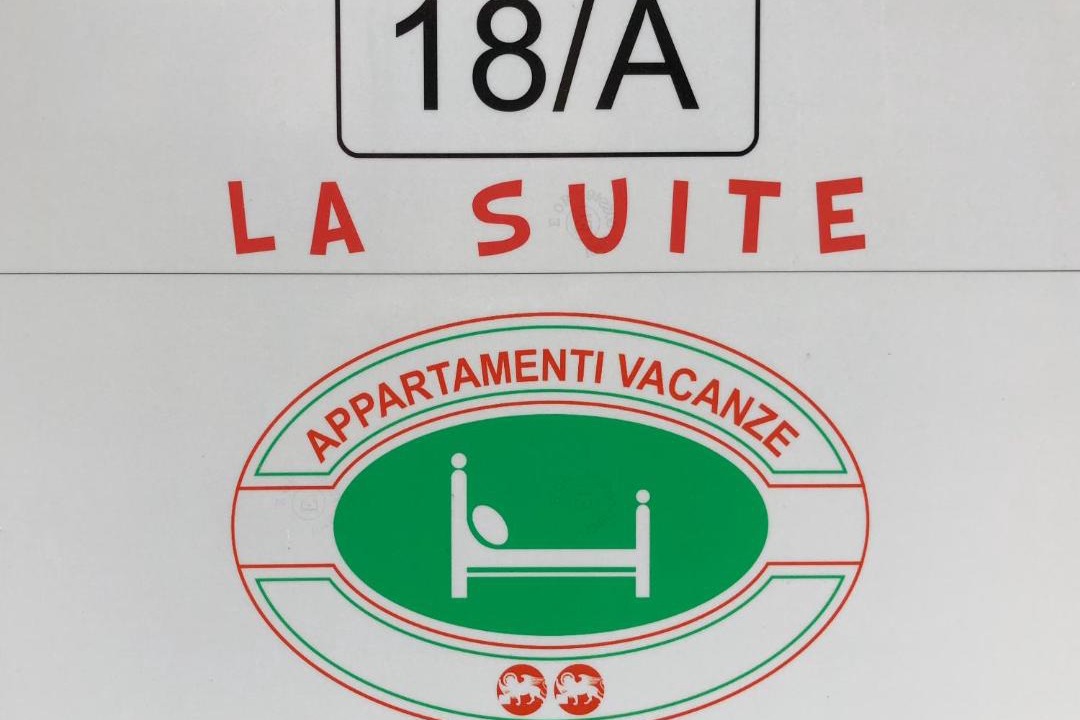 18/A
LA SUITE
APPARTAMENTI VACANZE